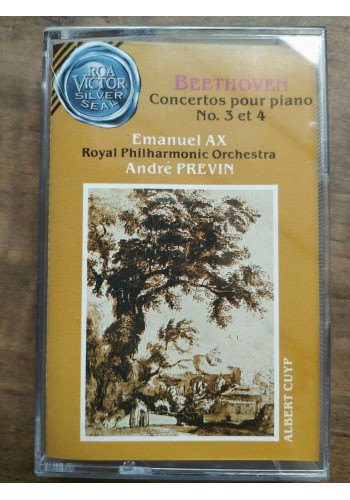 RCA
VICTOR
SILVER
SEAL
BEETHOVEN
Concertos pour piano
No. 3 et 4
Emanuel AX
Royal Philharmonic Orchestra
André PREVIN
ALBERT CUYP